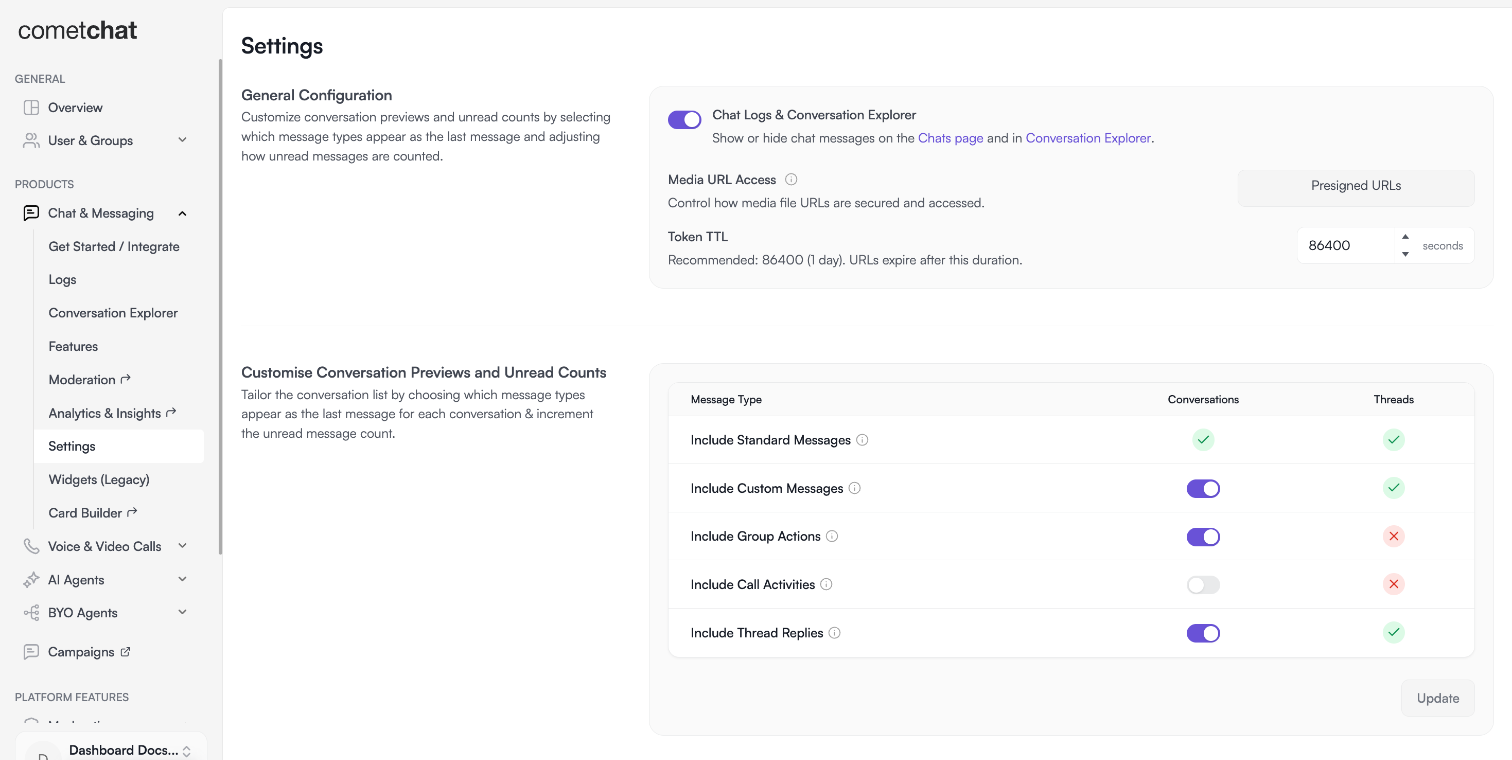 cometchat
GENERAL
Overview
User & Groups
PRODUCTS
Chat & Messaging
Get Started / Integrate
Logs
Conversation Explorer
Features
Moderation
Analytics & Insights
Settings
Widgets (Legacy)
Card Builder
Voice & Video Calls
AI Agents
BYO Agents
Campaigns
PLATFORM FEATURES
Dashboard Docs...
Settings
General Configuration
Customize conversation previews and unread counts by selecting
which message types appear as the last message and adjusting
how unread messages are counted.
Chat Logs & Conversation Explorer
Show or hide chat messages on the Chats page and in Conversation Explorer.
Media URL Access
Control how media file URLs are secured and accessed.
Presigned URLs
Token TTL
Recommended: 86400 (1 day). URLs expire after this duration.
86400 seconds
Customise Conversation Previews and Unread Counts
Tailor the conversation list by choosing which message types
appear as the last message for each conversation & increment
the unread message count.
Message Type Conversations Threads
Include Standard Messages
Include Custom Messages
Include Group Actions
Include Call Activities
Include Thread Replies
Update